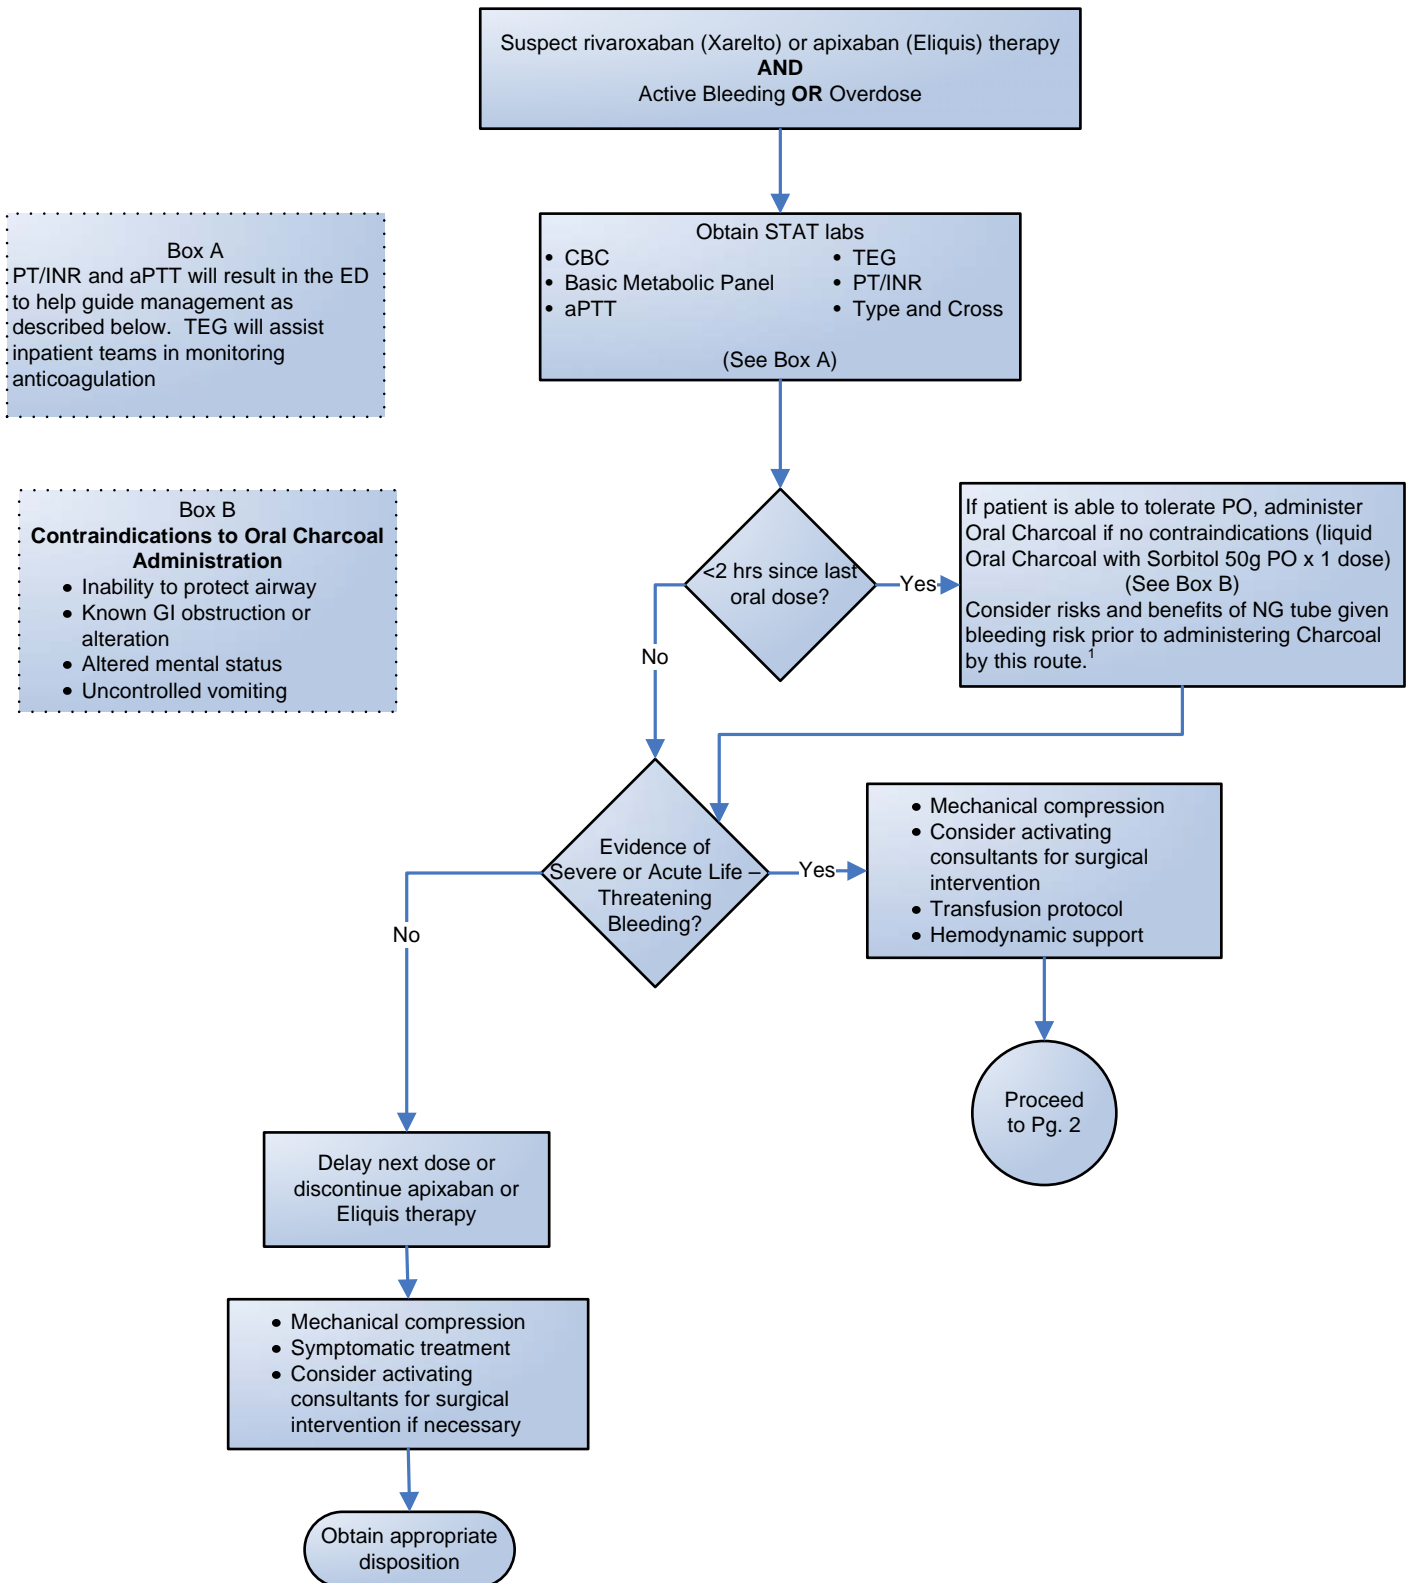 Suspect rivaroxaban (Xarelto) or apixaban (Eliquis) therapy
AND
Active Bleeding OR Overdose
Box A
PT/INR and aPTT will result in the ED
to help guide management as
described below.  TEG will assist
inpatient teams in monitoring
anticoagulation
Obtain STAT labs
• CBC
• Basic Metabolic Panel
• aPTT
• TEG
• PT/INR
• Type and Cross
(See Box A)
Box B
Contraindications to Oral Charcoal
Administration
• Inability to protect airway
• Known GI obstruction or
alteration
• Altered mental status
• Uncontrolled vomiting
<2 hrs since last
oral dose?
Yes
If patient is able to tolerate PO, administer
Oral Charcoal if no contraindications (liquid
Oral Charcoal with Sorbitol 50g PO x 1 dose)
(See Box B)
Consider risks and benefits of NG tube given
bleeding risk prior to administering Charcoal
by this route.1
No
Evidence of
Severe or Acute Life –
Threatening
Bleeding?
Yes
• Mechanical compression
• Consider activating
consultants for surgical
intervention
• Transfusion protocol
• Hemodynamic support
No
Proceed
to Pg. 2
Delay next dose or
discontinue apixaban or
Eliquis therapy
• Mechanical compression
• Symptomatic treatment
• Consider activating
consultants for surgical
intervention if necessary
Obtain appropriate
disposition